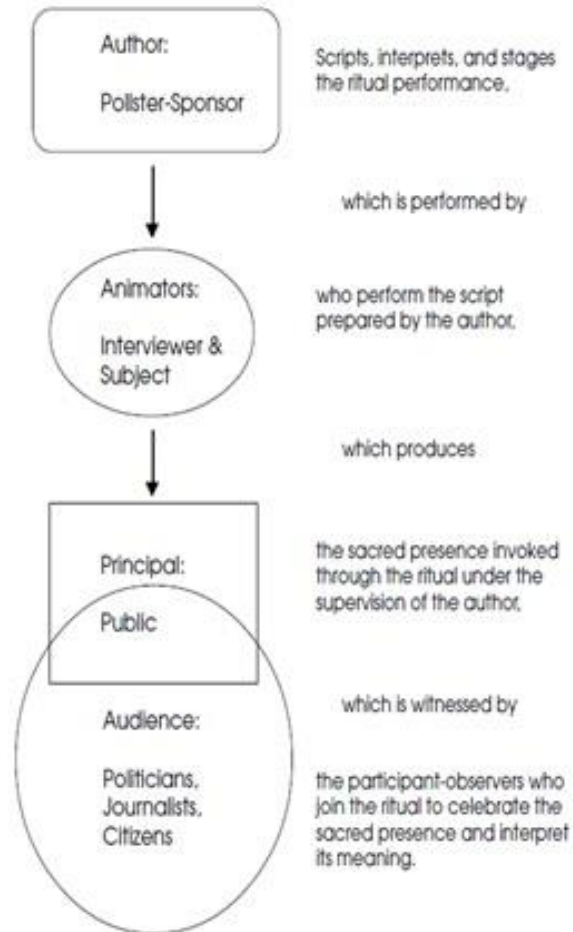 Author:
Scripts, interprets, and stages
the ritual performance,
Pollster-Sponsor
which is performed by
Animators:
who perform the script
prepared by the author,
Interviewer &
Subject
which produces
Principal:
the sacred presence invoked
through the ritual under the
supervision of the author,
Public
which is witnessed by
Audience:
Politicians,
Journalists,
Citizens
the participant-observers who
join the ritual to celebrate the
sacred presence and interpret
its meaning.